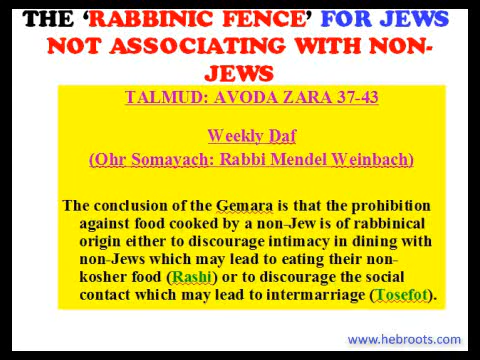 THE ‘RABBINIC FENCE’ FOR JEWS
NOT ASSOCIATING WITH NON-
JEWS
TALMUD: AVODA ZARA 37-43
Weekly Daf
(Ohr Somayach: Rabbi Mendel Weinbach)
The conclusion of the Gemara is that the prohibition
against food cooked by a non-Jew is of rabbinical
origin either to discourage intimacy in dining with
non-Jews which may lead to eating their non-
kosher food (Rashi) or to discourage the social
contact which may lead to intermarriage (Tosefot).
www.hebroots.com